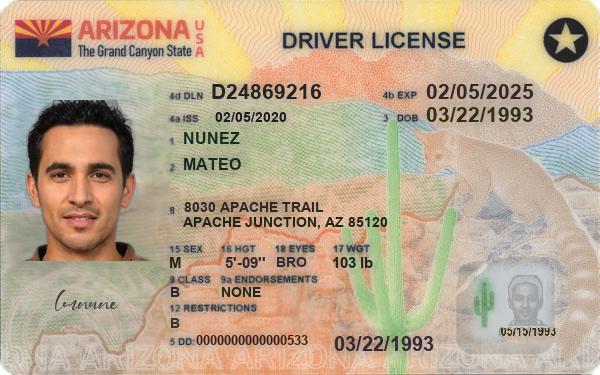 ARIZONA USA
The Grand Canyon State
DRIVER LICENSE
4d DLN D24869216 4b EXP 02/05/2025
4a ISS 02/05/2020 3 DOB 03/22/1993
1 NUNEZ
2 MATEO
8 8030 APACHE TRAIL
APACHE JUNCTION, AZ 85120
15 SEX 16 HGT 18 EYES 17 WGT
M 5'-09" BRO 103 lb
9 CLASS 9a ENDORSEMENTS
B NONE
12 RESTRICTIONS
B
5 DD: 0000000000000533 03/22/1993
05/15/1993
ARIZONA ARIZONA ARIZONA ARIZONA